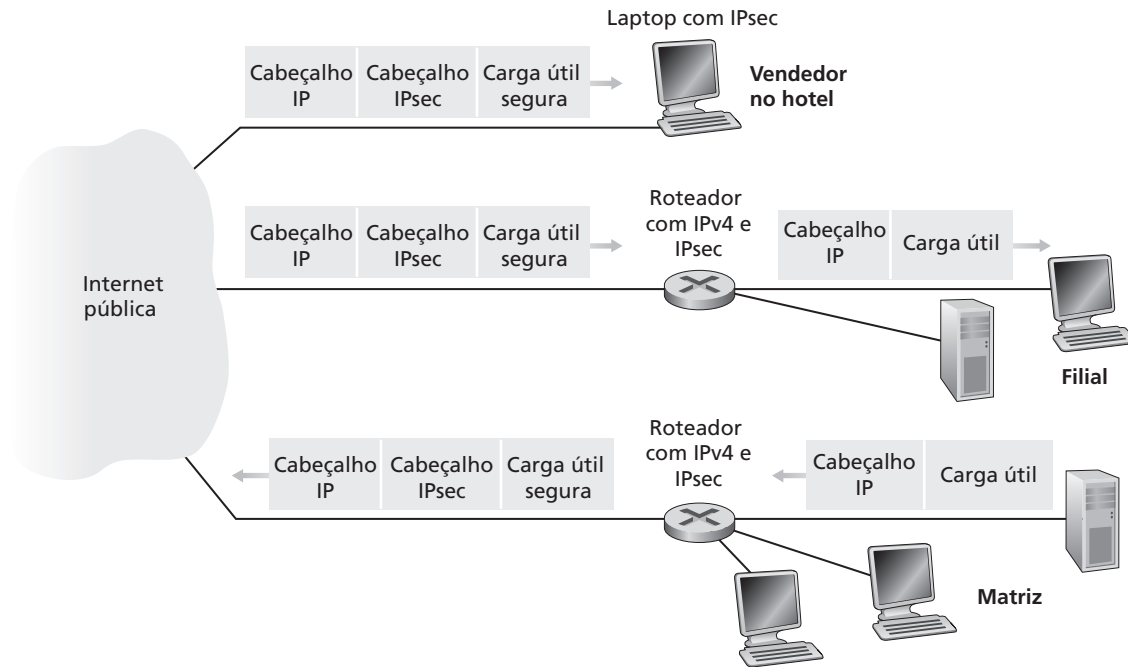 Laptop com IPsec
Cabeçalho
IP
Cabeçalho
IPsec
Carga útil
segura
Vendedor
no hotel
Internet
pública
Cabeçalho
IP
Cabeçalho
IPsec
Carga útil
segura
Roteador
com IPv4 e
IPsec
Cabeçalho
IP
Carga útil
Filial
Cabeçalho
IP
Cabeçalho
IPsec
Carga útil
segura
Roteador
com IPv4 e
IPsec
Cabeçalho
IP
Carga útil
Matriz